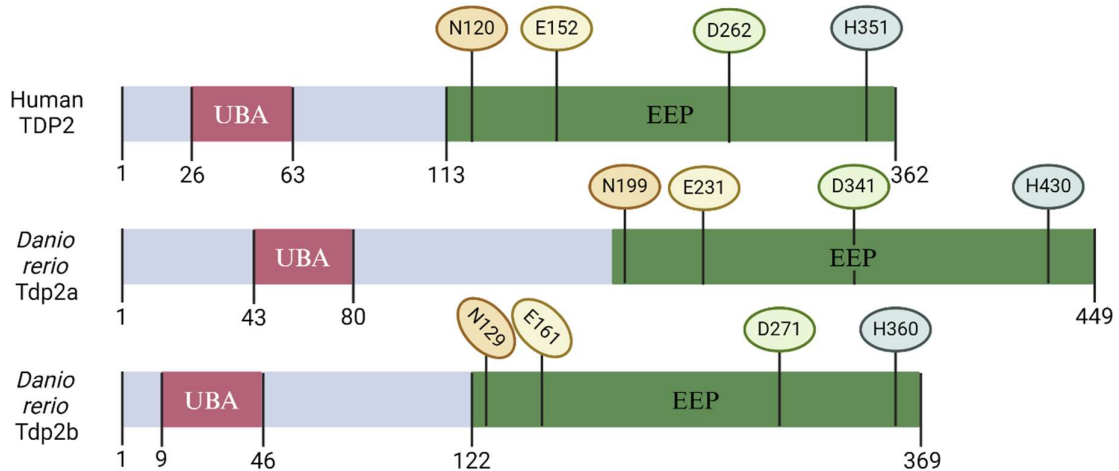 N120 E152 D262 H351
Human
TDP2
UBA EEP
1 26 63 113 362
N199 E231 D341 H430
Danio
rerio
Tdp2a
UBA EEP
1 43 80 449
N129 E161 D271 H360
Danio
rerio
Tdp2b
UBA EEP
1 9 46 122 369